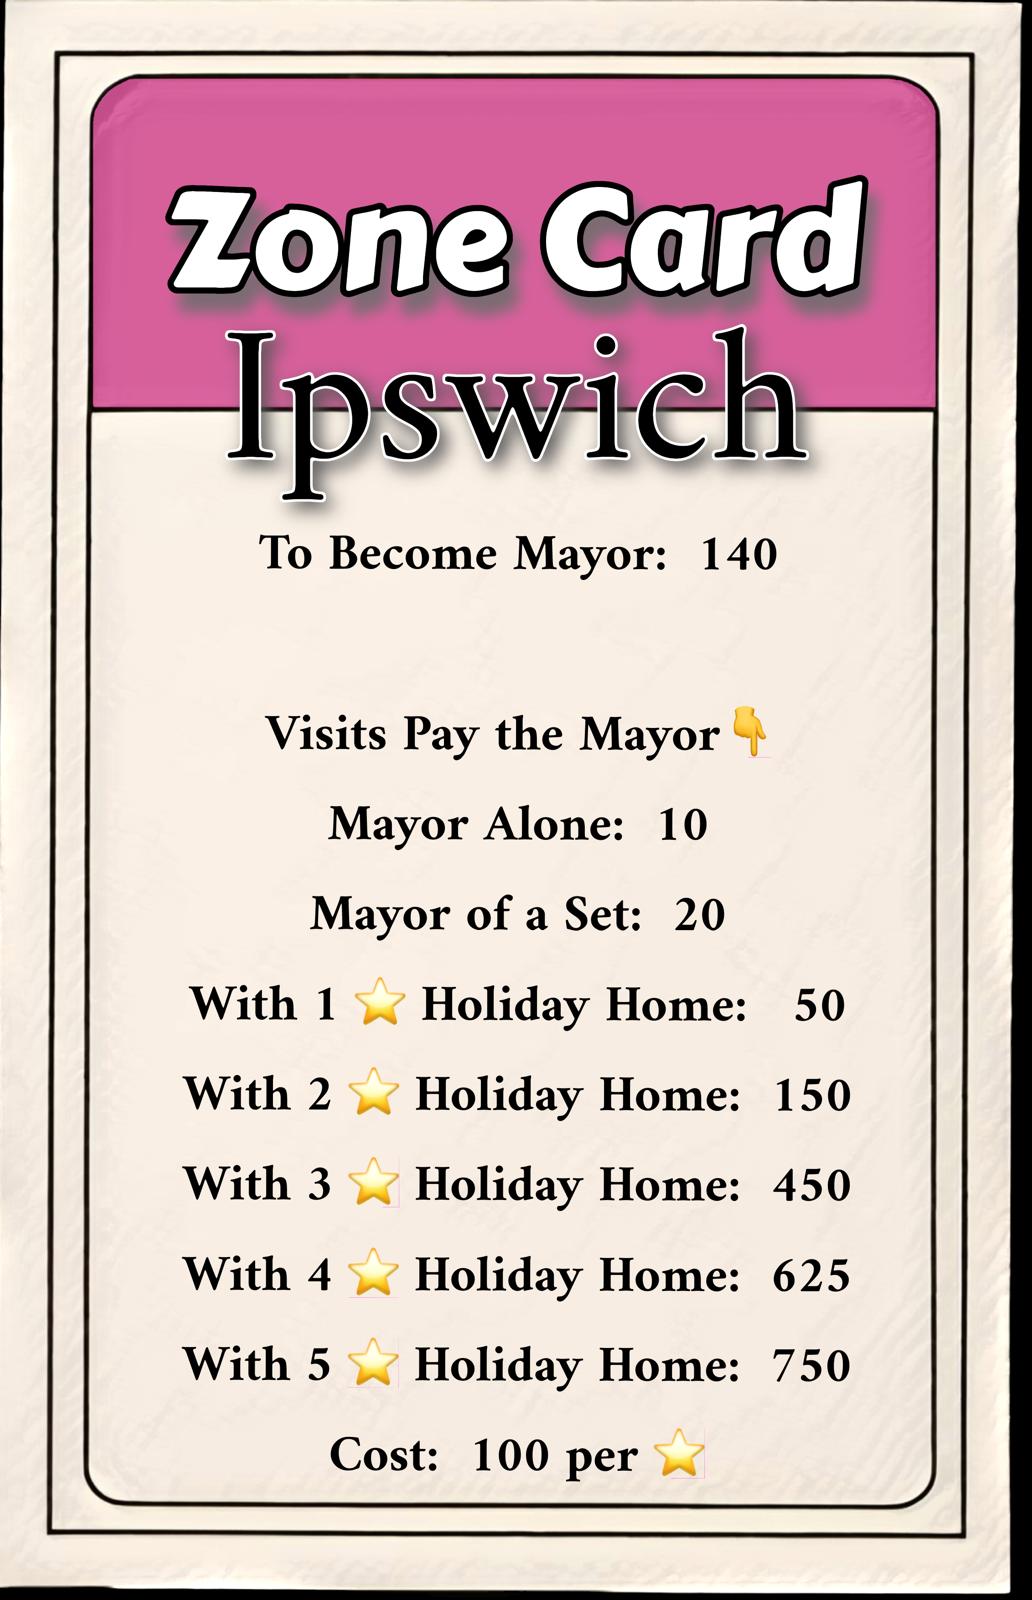 Zone Card
Ipswich
To Become Mayor: 140
Visits Pay the Mayor👇
Mayor Alone: 10
Mayor of a Set: 20
With 1 ⭐ Holiday Home: 50
With 2 ⭐ Holiday Home: 150
With 3 ⭐ Holiday Home: 450
With 4 ⭐ Holiday Home: 625
With 5 ⭐ Holiday Home: 750
Cost: 100 per ⭐